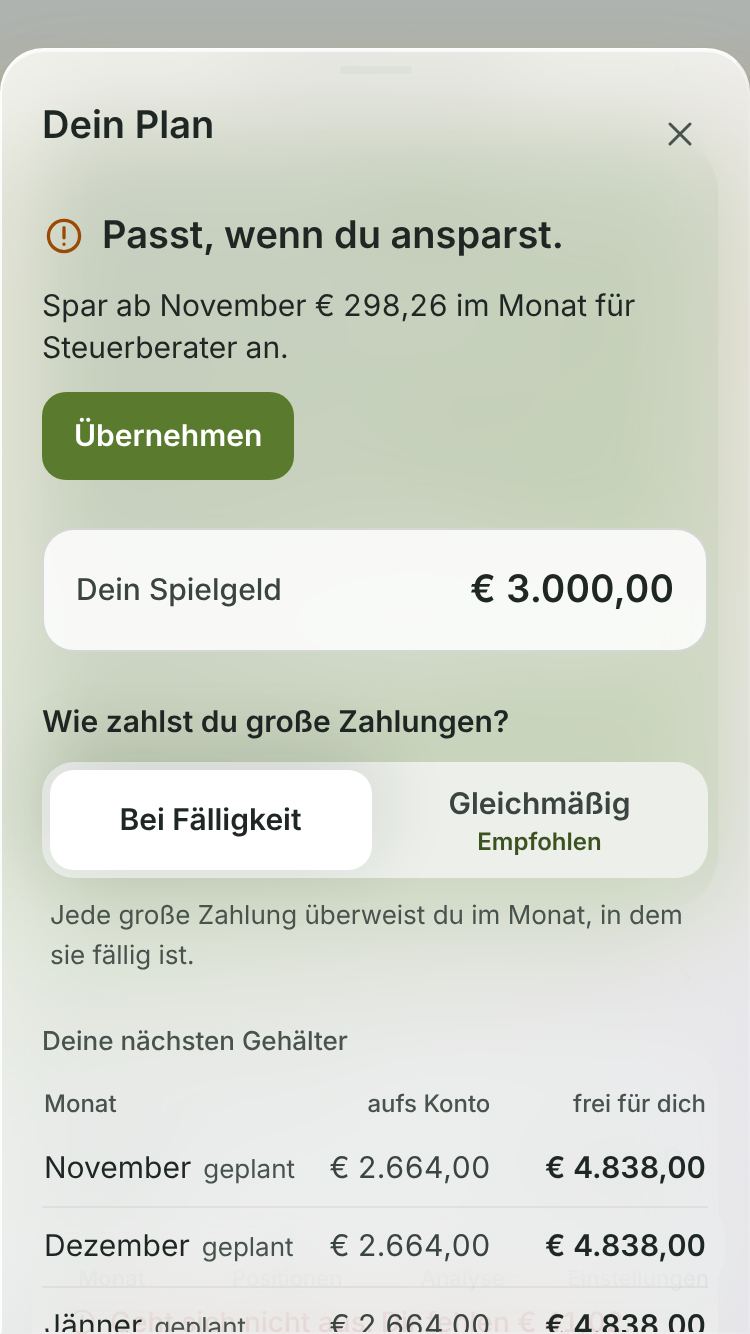 Dein Plan
Passt, wenn du ansparst.
Spar ab November € 298,26 im Monat für
Steuerberater an.
Übernehmen
Dein Spielgeld € 3.000,00
Wie zahlst du große Zahlungen?
Bei Fälligkeit
Gleichmäßig
Empfohlen
Jede große Zahlung überweist du im Monat, in dem
sie fällig ist.
Deine nächsten Gehälter
Monat aufs Konto frei für dich
November geplant € 2.664,00 € 4.838,00
Dezember geplant € 2.664,00 € 4.838,00
Monat Positionen Analyse Einstellungen
Jänner geplant € 2.664,00 € 4.838,00